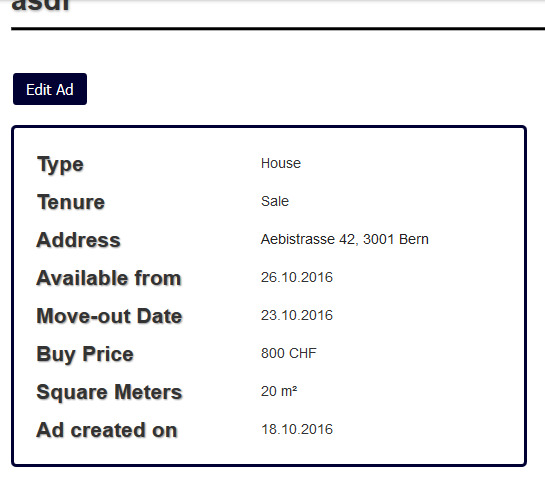 asdf
Edit Ad
Type House
Tenure Sale
Address Aebistrasse 42, 3001 Bern
Available from 26.10.2016
Move-out Date 23.10.2016
Buy Price 800 CHF
Square Meters 20 m²
Ad created on 18.10.2016